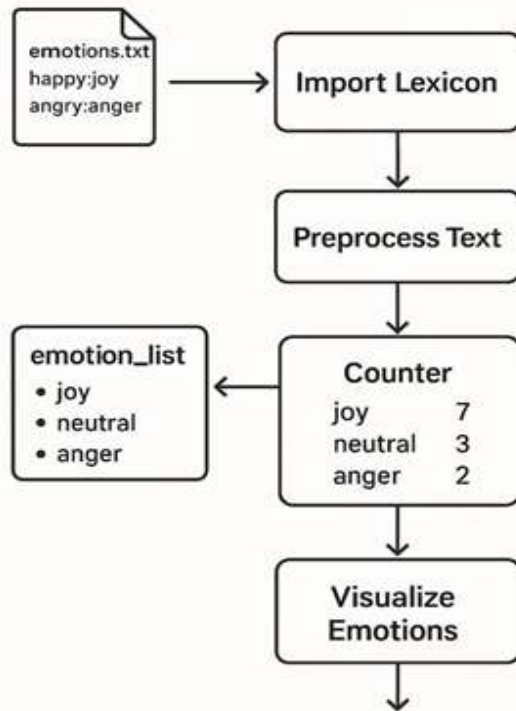 emotions.txt
happy:joy
angry:anger
Import Lexicon
Preprocess Text
emotion_list
• joy
• neutral
• anger
Counter
joy 7
neutral 3
anger 2
Visualize
Emotions